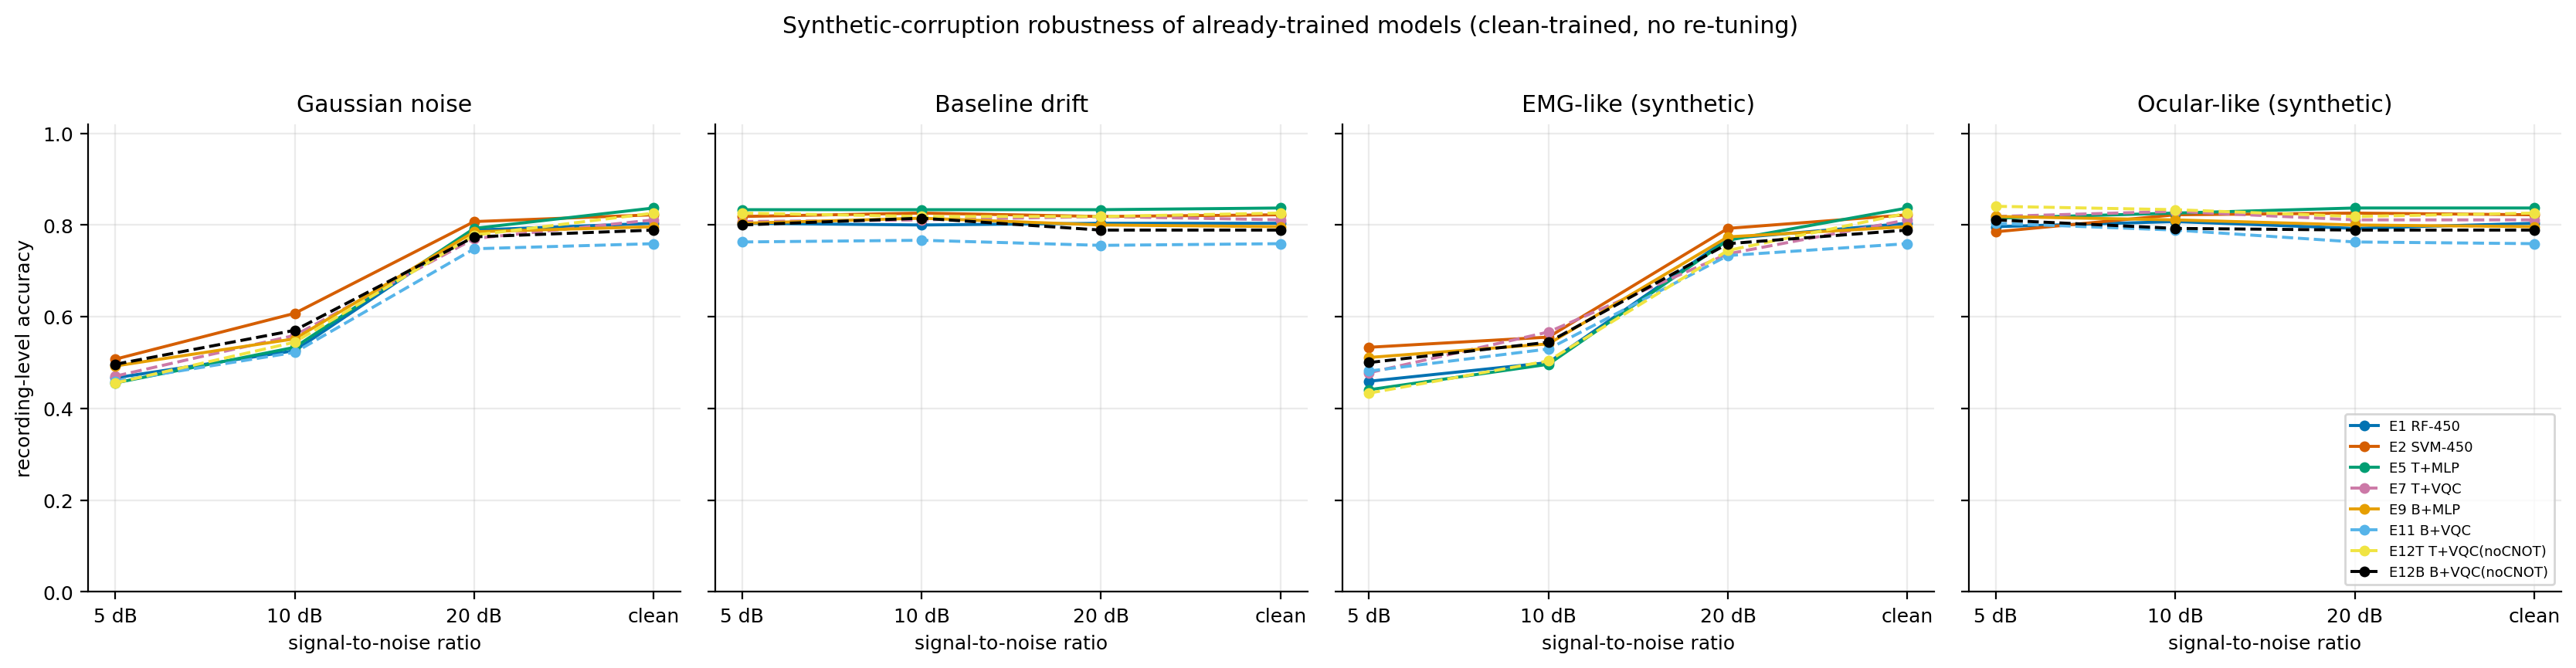 Synthetic-corruption robustness of already-trained models (clean-trained, no re-tuning)
Gaussian noise
Baseline drift
EMG-like (synthetic)
Ocular-like (synthetic)
recording-level accuracy
1.0
0.8
0.6
0.4
0.2
0.0
5 dB 10 dB 20 dB clean
signal-to-noise ratio
5 dB 10 dB 20 dB clean
signal-to-noise ratio
5 dB 10 dB 20 dB clean
signal-to-noise ratio
E1 RF-450
E2 SVM-450
E5 T+MLP
E7 T+VQC
E9 B+MLP
E11 B+VQC
E12T T+VQC(noCNOT)
E12B B+VQC(noCNOT)
5 dB 10 dB 20 dB clean
signal-to-noise ratio